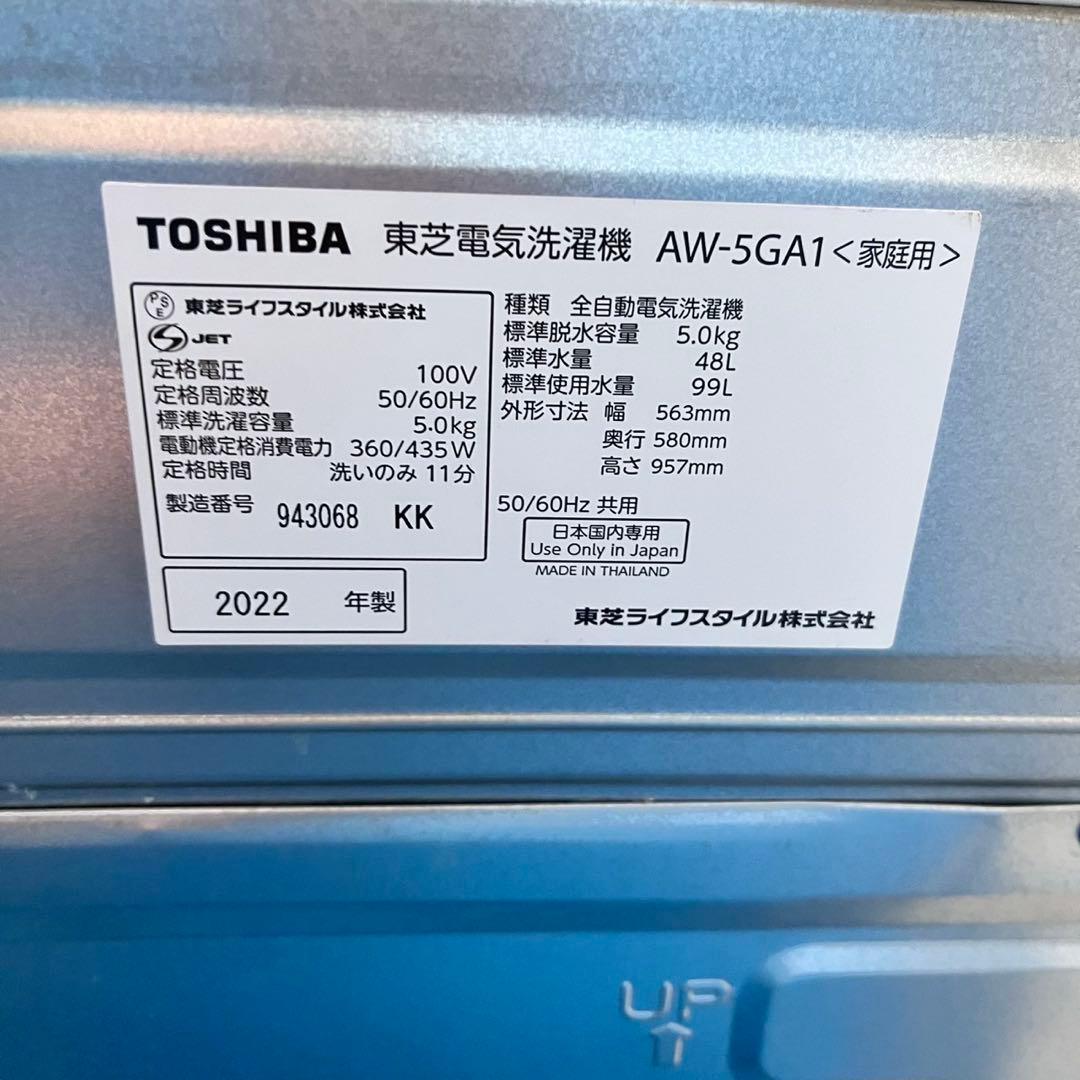 TOSHIBA 東芝電気洗濯機 AW-5GA1<家庭用>
PSE 東芝ライフスタイル株式会社
S JET
定格電圧 100V
定格周波数 50/60Hz
標準洗濯容量 5.0kg
電動機定格消費電力 360/435W
定格時間 洗いのみ 11分
製造番号 943068 KK
2022 年製
種類 全自動電気洗濯機
標準脱水容量 5.0kg
標準水量 48L
標準使用水量 99L
外形寸法 幅 563mm
奥行 580mm
高さ 957mm
50/60Hz 共用
日本国内専用
Use Only in Japan
MADE IN THAILAND
東芝ライフスタイル株式会社
UP